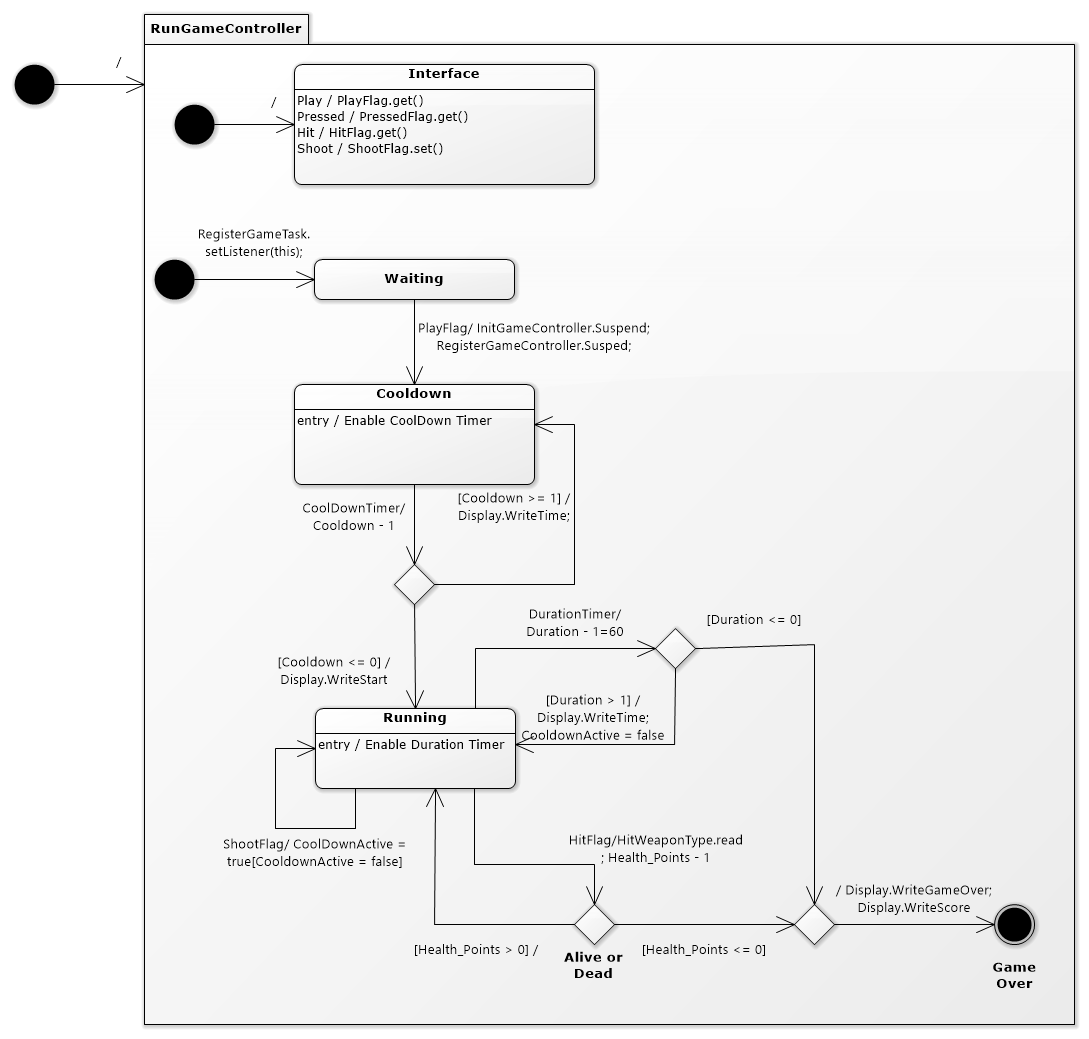 RunGameController
/
Interface
/
Play / PlayFlag.get()
Pressed / PressedFlag.get()
Hit / HitFlag.get()
Shoot / ShootFlag.set()
RegisterGameTask.
setListener(this);
Waiting
PlayFlag/ InitGameController.Suspend;
RegisterGameController.Susped;
Cooldown
entry / Enable CoolDown Timer
CoolDownTimer/
Cooldown - 1
[Cooldown >= 1] /
Display.WriteTime;
DurationTimer/
Duration - 1=60
[Duration <= 0]
[Cooldown <= 0] /
Display.WriteStart
[Duration > 1] /
Display.WriteTime;
CooldownActive = false
Running
entry / Enable Duration Timer
ShootFlag/ CoolDownActive =
true[CooldownActive = false]
HitFlag/HitWeaponType.read
; Health_Points - 1
/ Display.WriteGameOver;
Display.WriteScore
[Health_Points > 0] /
Alive or
Dead
[Health_Points <= 0]
Game
Over